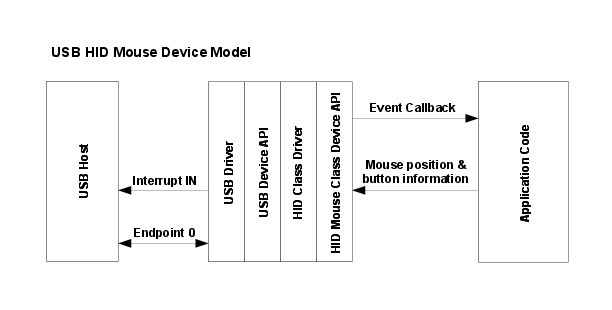 USB HID Mouse Device Model
USB Host
Interrupt IN
Endpoint 0
USB Driver
USB Device API
HID Class Driver
HID Mouse Class Device API
Event Callback
Mouse position &
button information
Application Code